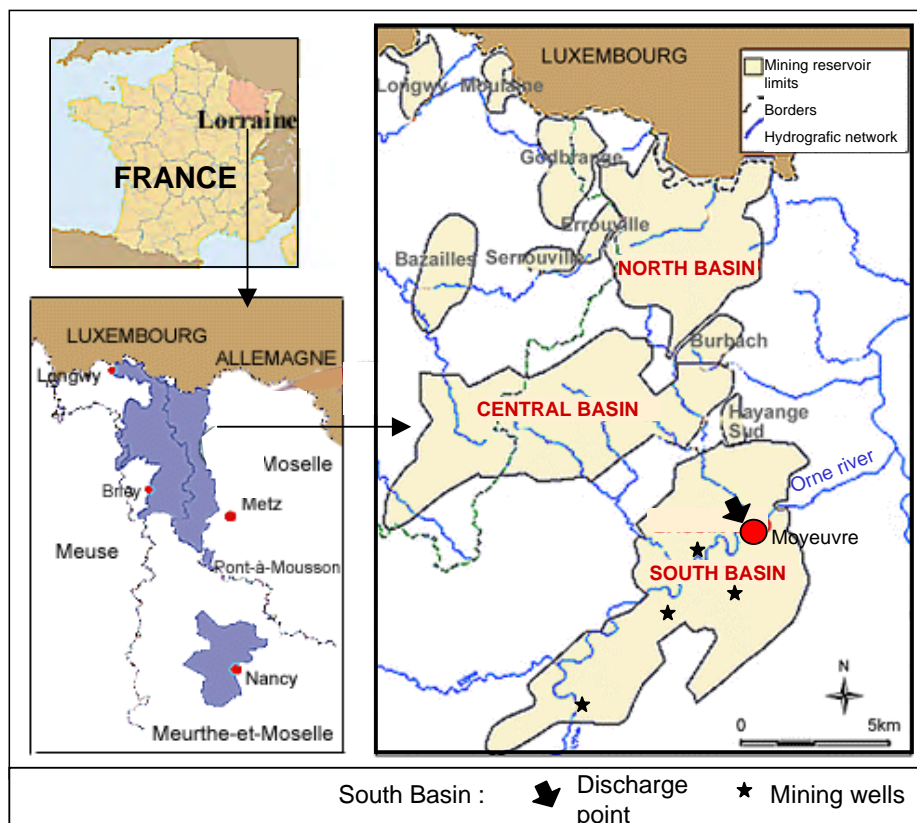 Lorraine
FRANCE
LUXEMBOURG
ALLEMAGNE
Longwy
Moselle
Briey
Metz
Meuse
Pont-à-Mousson
Nancy
Meurthe-et-Moselle
LUXEMBOURG
Mining reservoir
limits
Borders
Hydrografic network
Longwy
Moulaine
Godbrange
Errouville
Serrouville
Bazailles
NORTH BASIN
Burbach
CENTRAL BASIN
Hayange
Sud
Orne river
Moyeuvre
SOUTH BASIN
N
0 5km
South Basin : Discharge
point
Mining wells